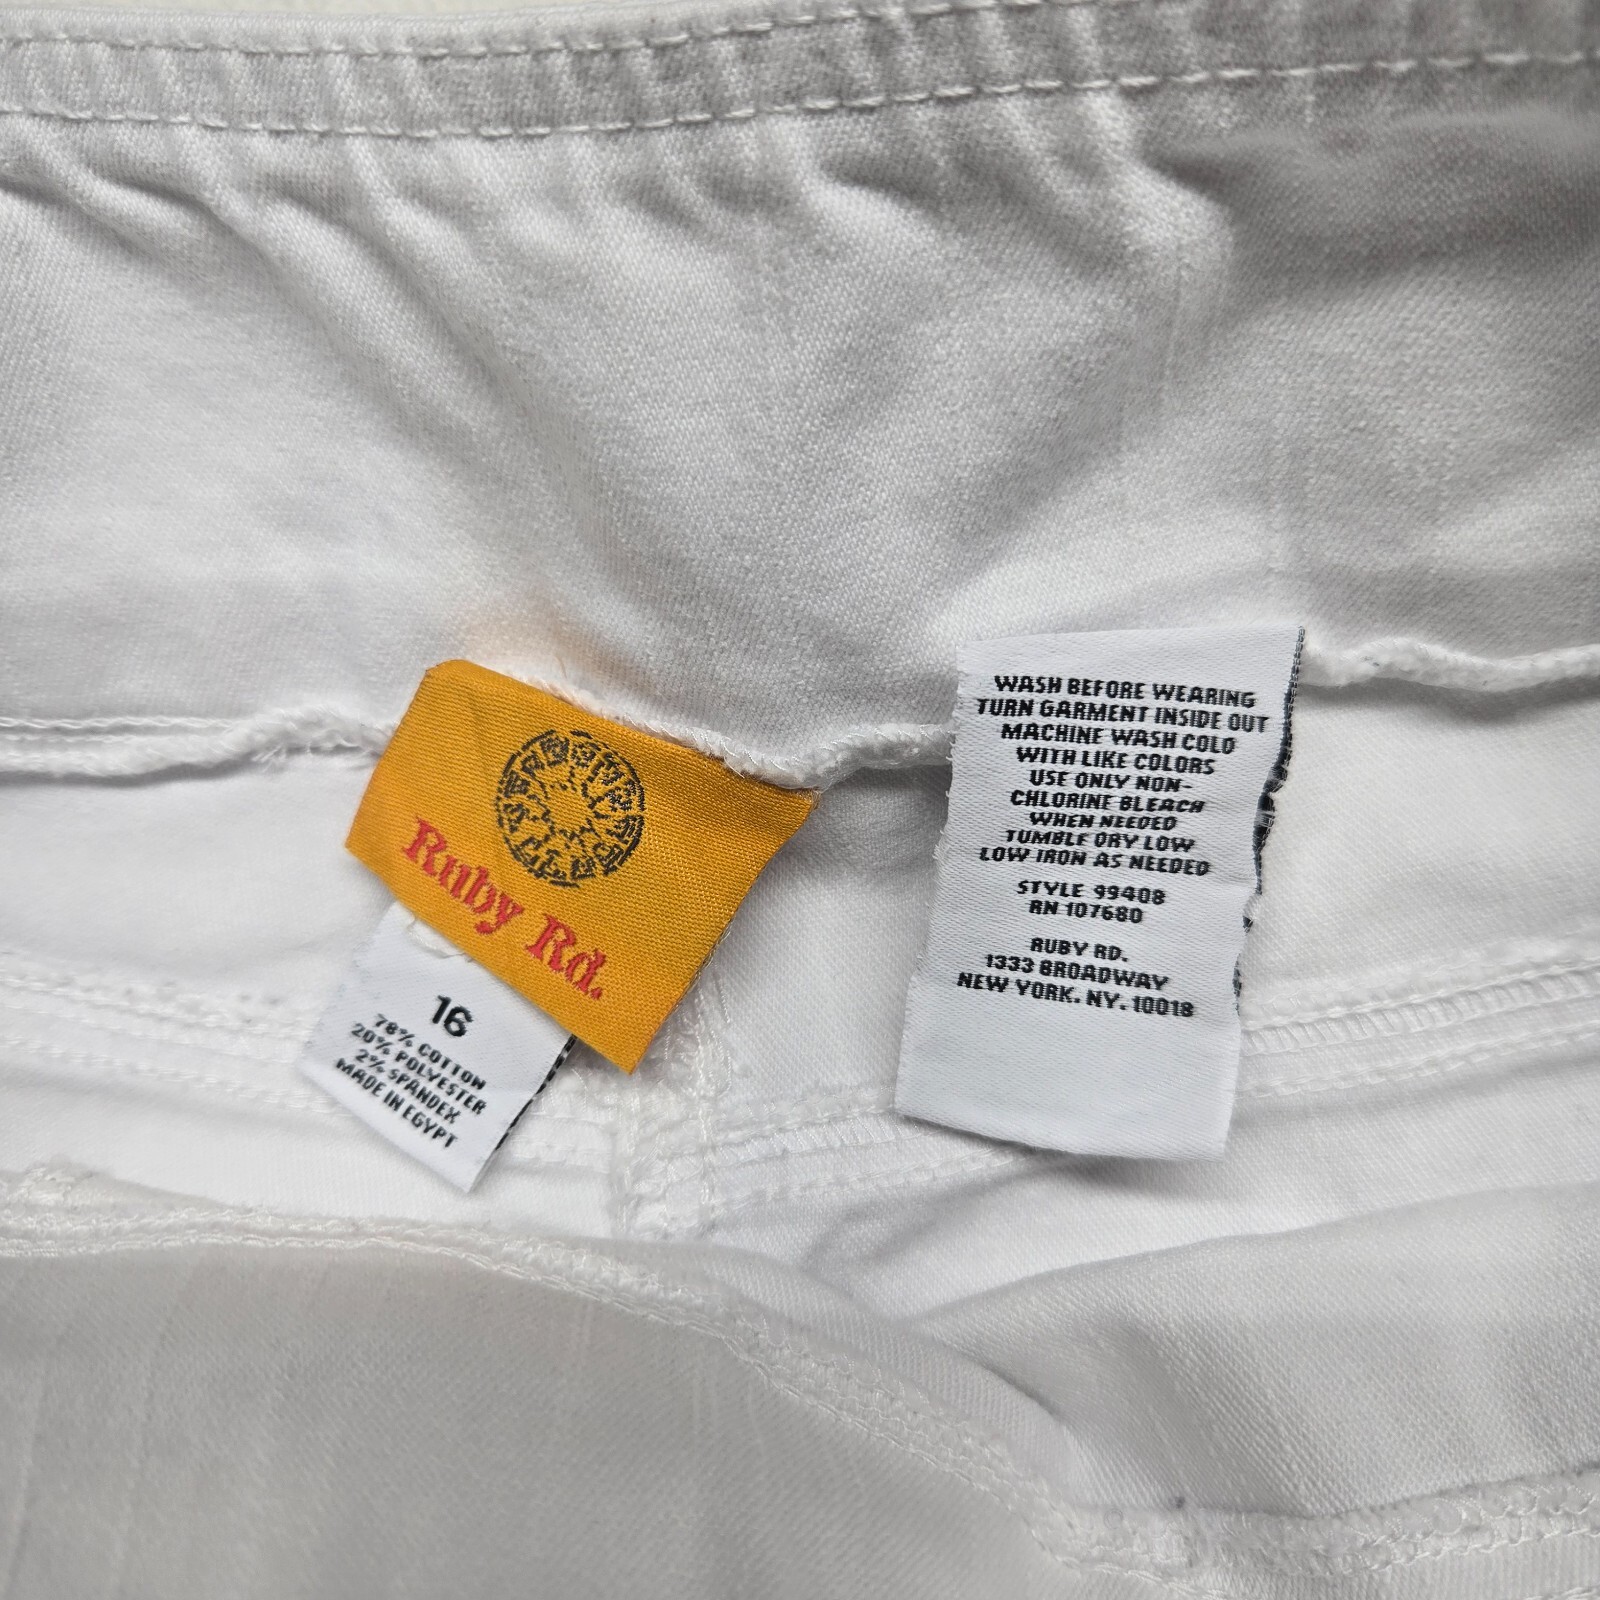 Ruby Rd.
16
78% COTTON
20% POLYESTER
2% SPANDEX
MADE IN EGYPT
WASH BEFORE WEARING
TURN GARMENT INSIDE OUT
MACHINE WASH COLD
WITH LIKE COLORS
USE ONLY NON-
CHLORINE BLEACH
WHEN NEEDED
TUMBLE DRY LOW
LOW IRON AS NEEDED
STYLE 99408
RN 107680
RUBY RD.
1333 BROADWAY
NEW YORK. NY. 10018